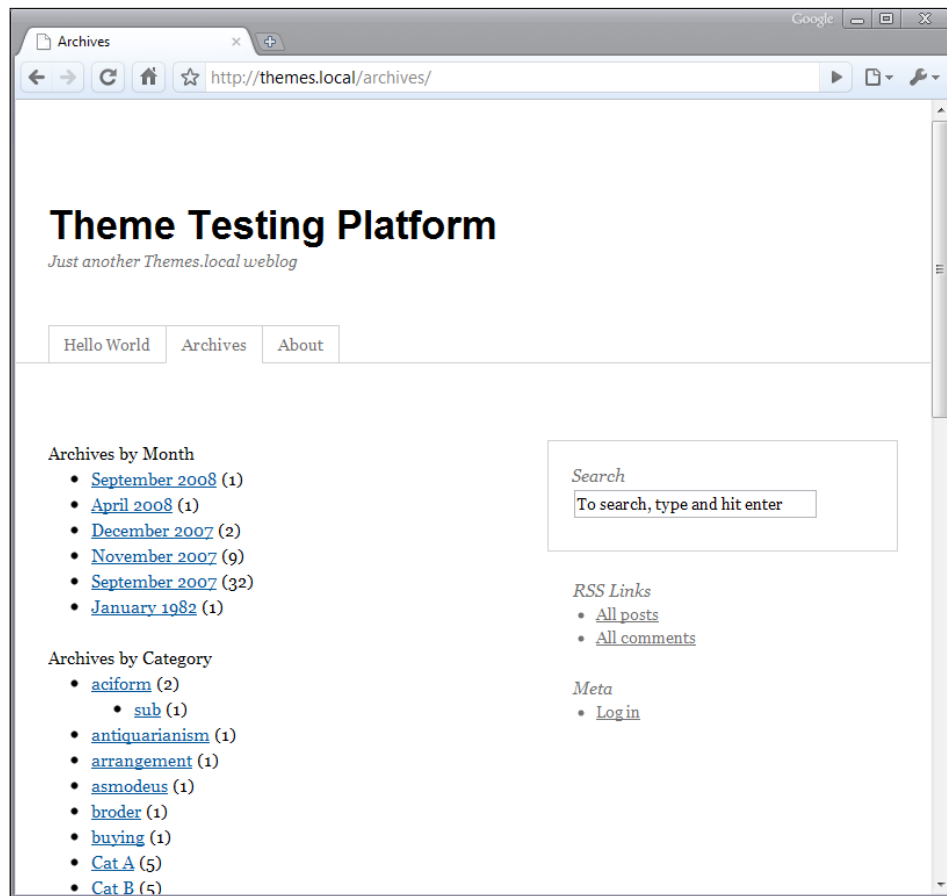 Google
Archives
http://themes.local/archives/
Theme Testing Platform
Just another Themes.local weblog
Hello World
Archives
About
Archives by Month
September 2008 (1)
April 2008 (1)
December 2007 (2)
November 2007 (9)
September 2007 (32)
January 1982 (1)
Archives by Category
aciform (2)
sub (1)
antiquarianism (1)
arrangement (1)
asmodeus (1)
broder (1)
buying (1)
Cat A (5)
Cat B (5)
Search
To search, type and hit enter
RSS Links
All posts
All comments
Meta
Log in